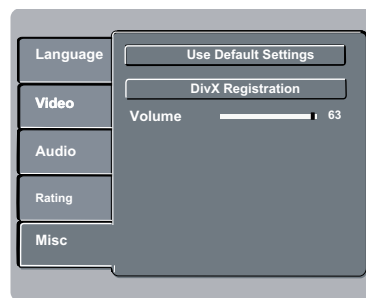 Language
Use Default Settings
DivX Registration
Video
Volume 63
Audio
Rating
Misc